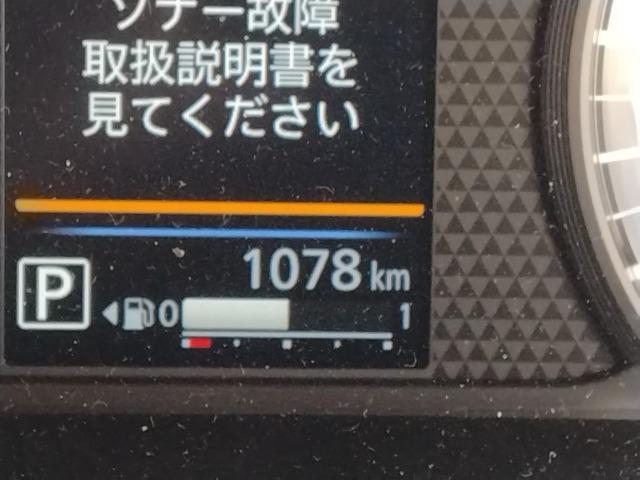 ソナー故障
取扱説明書を
見てください
1078 km
P
0 1